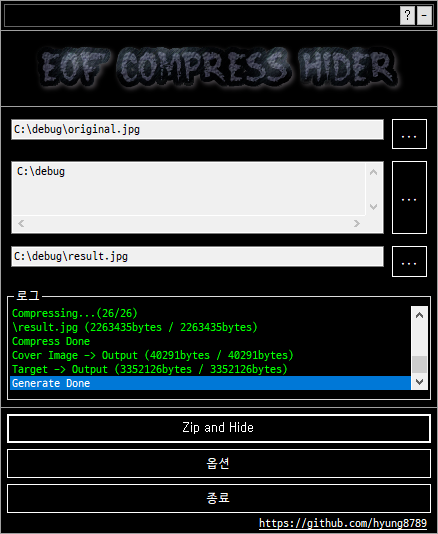 ? -
EOF COMPRESS HIDER
C:\debug\original.jpg
...
C:\debug
...
C:\debug\result.jpg
...
로그
Compressing...(26/26)
\result.jpg (2263435bytes / 2263435bytes)
Compress Done
Cover Image -> Output (40291bytes / 40291bytes)
Target -> Output (3352126bytes / 3352126bytes)
Generate Done
Zip and Hide
옵션
종료
https://github.com/hyung8789